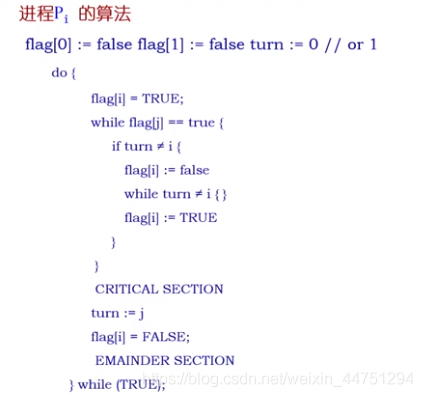 进程Pi 的算法
flag[0] := false flag[1] := false turn := 0 // or 1
do {
flag[i] = TRUE;
while flag[j] == true {
if turn ≠ i {
flag[i] := false
while turn ≠ i { }
flag[i] := TRUE
}
}
CRITICAL SECTION
turn := j
flag[i] = FALSE;
EMAINDER SECTION
} while (TRUE);
https://blog.csdn.net/weixin_44751294